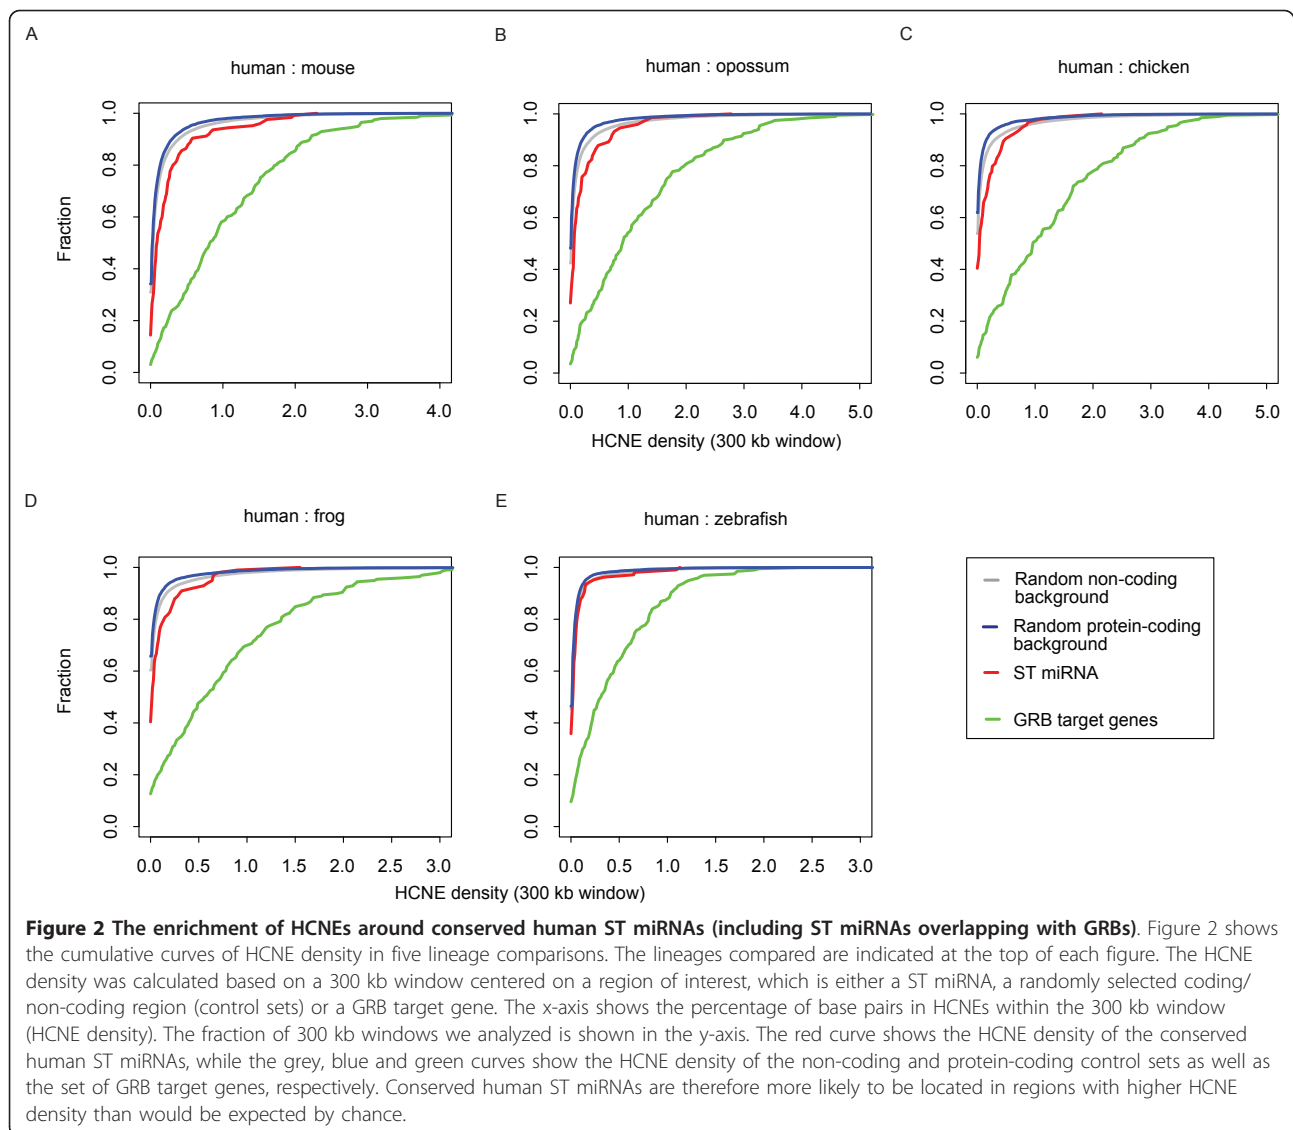 A
human : mouse
Fraction
1.0
0.8
0.6
0.4
0.2
0.0
0.0 1.0 2.0 3.0 4.0
B
human : opossum
1.0
0.8
0.6
0.4
0.2
0.0
0.0 1.0 2.0 3.0 4.0 5.0
HCNE density (300 kb window)
C
human : chicken
1.0
0.8
0.6
0.4
0.2
0.0
0.0 1.0 2.0 3.0 4.0 5.0
D
human : frog
Fraction
1.0
0.8
0.6
0.4
0.2
0.0
0.0 0.5 1.0 1.5 2.0 2.5 3.0
E
human : zebrafish
1.0
0.8
0.6
0.4
0.2
0.0
0.0 0.5 1.0 1.5 2.0 2.5 3.0
HCNE density (300 kb window)
Random non-coding
background
Random protein-coding
background
ST miRNA
GRB target genes
Figure 2 The enrichment of HCNEs around conserved human ST miRNAs (including ST miRNAs overlapping with GRBs). Figure 2 shows
the cumulative curves of HCNE density in five lineage comparisons. The lineages compared are indicated at the top of each figure. The HCNE
density was calculated based on a 300 kb window centered on a region of interest, which is either a ST miRNA, a randomly selected coding/
non-coding region (control sets) or a GRB target gene. The x-axis shows the percentage of base pairs in HCNEs within the 300 kb window
(HCNE density). The fraction of 300 kb windows we analyzed is shown in the y-axis. The red curve shows the HCNE density of the conserved
human ST miRNAs, while the grey, blue and green curves show the HCNE density of the non-coding and protein-coding control sets as well as
the set of GRB target genes, respectively. Conserved human ST miRNAs are therefore more likely to be located in regions with higher HCNE
density than would be expected by chance.